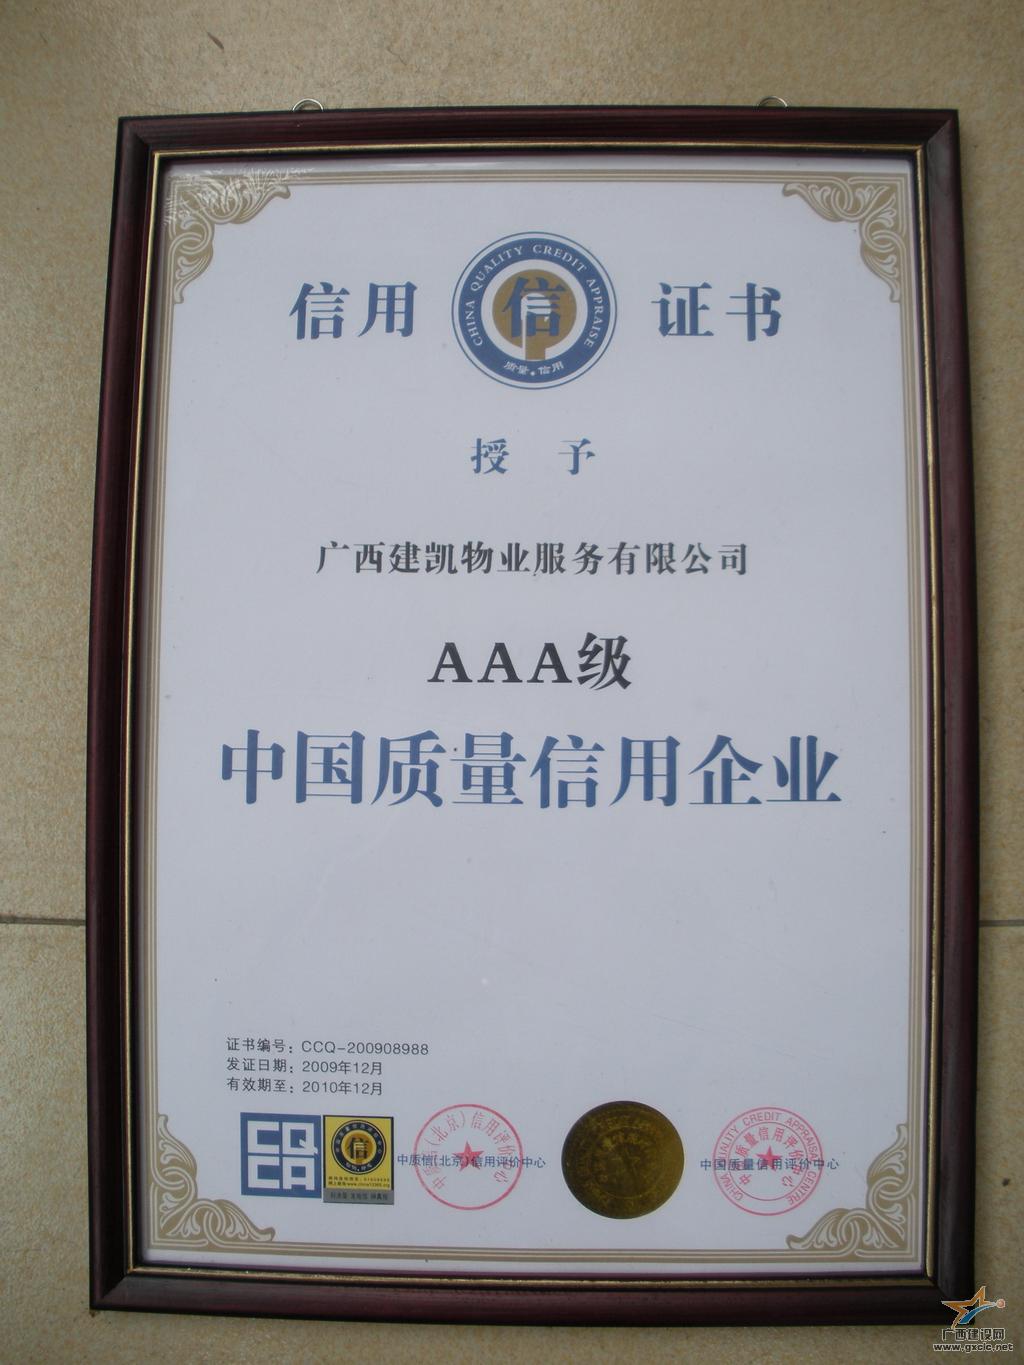 信用 证书
CHINA QUALITY CREDIT APPRAISE
信
质量·信用
授 予
广西建凯物业服务有限公司
AAA级
中国质量信用企业
证书编号：CCQ-200908988
发证日期：2009年12月
有效期至：2010年12月
CQ
CA
信
中质信(北京)信用评价中心
中国质量信用评价中心
广西建设网
www.gxcic.net